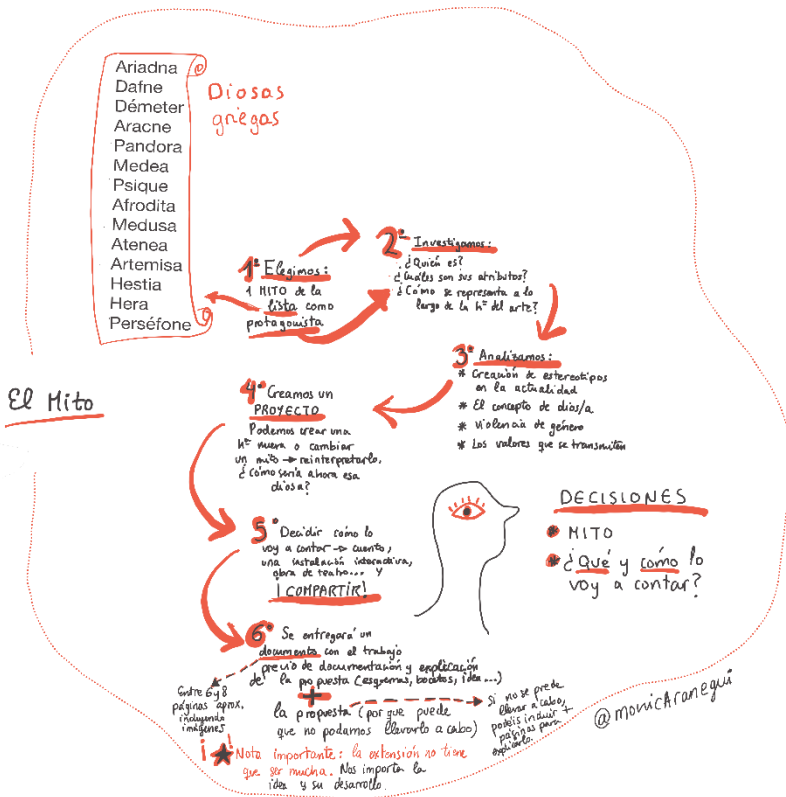 Ariadna
Dafne
Démeter
Aracne
Pandora
Medea
Psique
Afrodita
Medusa
Atenea
Artemisa
Hestia
Hera
Perséfone
Diosas
griegas
El Mito
1º Elegimos:
1 MITO de la
lista como
protagonista
2º Investigamos:
¿Quién es?
¿Cuáles son sus atributos?
¿Cómo se representa a lo
largo de la hª del arte?
3º Analizamos:
* Creación de estereotipos
en la actualidad
* El concepto de dios/a
* Violencia de género
* Los valores que se transmiten
4º Creamos un
PROYECTO
Podemos crear una
hª nueva o cambiar
un mito → reinterpretarlo.
¿Cómo sería ahora esa
diosa?
5º Decidir cómo lo
voy a contar → cuento,
una instalación interactiva,
obra de teatro... y
¡COMPARTIR!
6º Se entregará un
documento con el trabajo
previo de documentación y explicación
de la propuesta (esquemas, bocetos, idea...)
+
la propuesta (por que puede
que no podamos llevarlo a cabo)
Entre 6 y 8
páginas aprox.
incluyendo
imágenes
Si no se prede
llevar a cabo,
podéis incluir +
páginas para
explicarlo.
¡★! Nota importante: la extensión no tiene
que ser mucha. Nos importa la
idea y su desarrollo.
DECISIONES
* MITO
* ¿Qué y cómo lo
voy a contar?
@monicAranegui